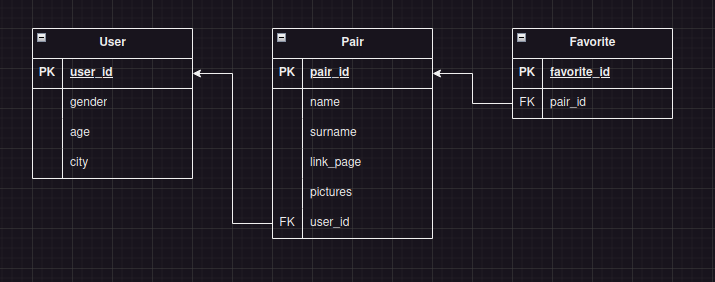 User
PK user_id
gender
age
city
Pair
PK pair_id
name
surname
link_page
pictures
FK user_id
Favorite
PK favorite_id
FK pair_id